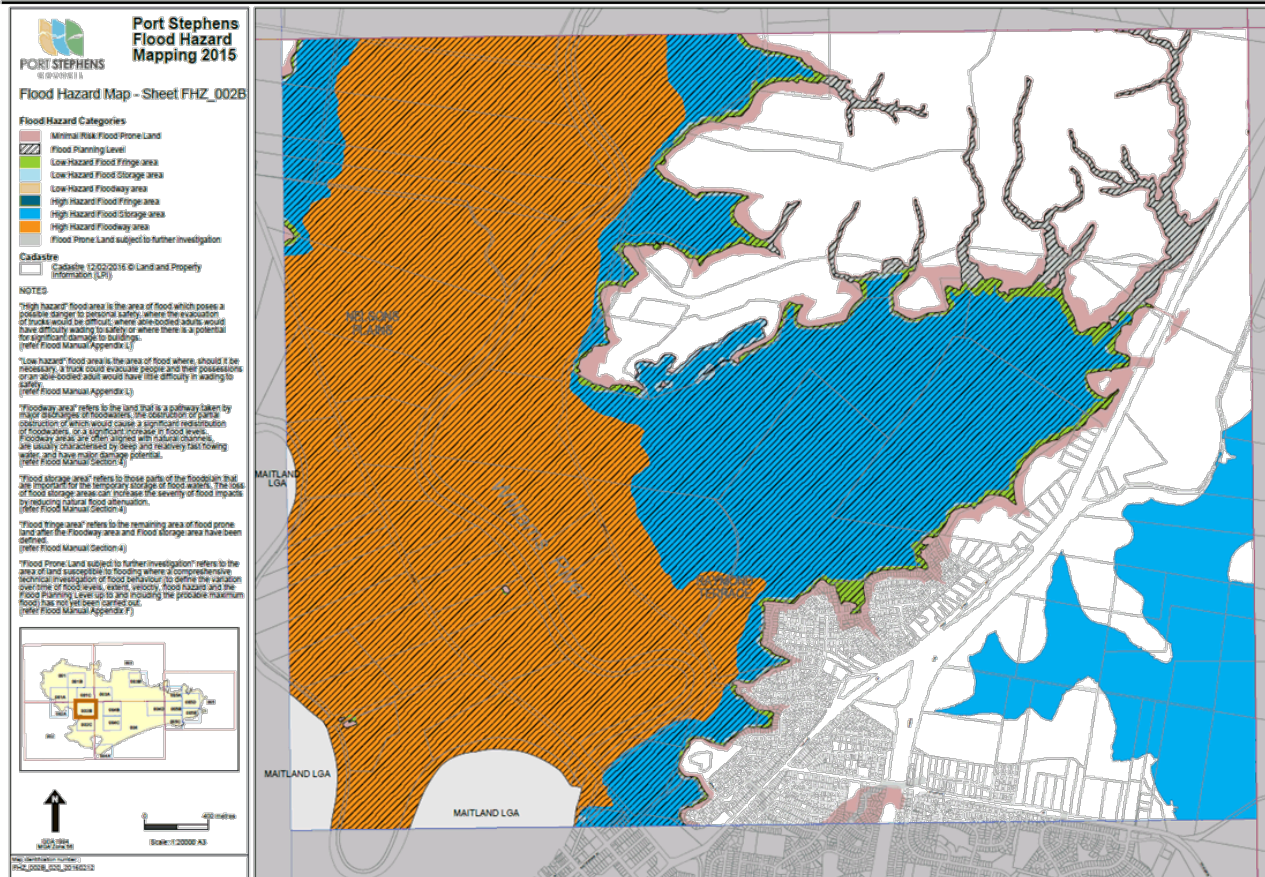 PORT STEPHENS
COUNCIL
Port Stephens
Flood Hazard
Mapping 2015
Flood Hazard Map - Sheet FHZ_002B
Flood Hazard Categories
Minimal Risk Flood Prone Land
Flood Planning Level
Low Hazard Flood Fringe area
Low Hazard Flood Storage area
Low Hazard Floodway area
High Hazard Flood Fringe area
High Hazard Flood Storage area
High Hazard Floodway area
Flood Prone Land subject to further investigation
Cadastre
Cadastre 12/02/2016 © Land and Property
Information (LPI)
NOTES
"High hazard" flood area is the area of flood which poses a
possible danger to personal safety, where the evacuation
of trucks would be difficult, where able-bodied adults would
have difficulty wading to safety or where there is a potential
for significant damage to buildings.
(refer Flood Manual Appendix L)
"Low hazard" flood area is the area of flood where, should it be
necessary, a truck could evacuate people and their possessions
or an able-bodied adult would have little difficulty in wading to
safety.
(refer Flood Manual Appendix L)
"Floodway area" refers to the land that is a pathway taken by
major discharges of floodwaters, the obstruction or partial
obstruction of which would cause a significant redistribution
of floodwaters, or a significant increase in flood levels.
Floodway areas are often aligned with natural channels,
are usually characterised by deep and relatively fast flowing
water, and have major damage potential.
(refer Flood Manual Section 4)
"Flood storage area" refers to those parts of the floodplain that
are important for the temporary storage of flood waters. The loss
of flood storage areas can increase the severity of flood impacts
by reducing natural flood attenuation.
(refer Flood Manual Section 4)
"Flood fringe area" refers to the remaining area of flood prone
land after the Floodway area and Flood storage area have been
defined.
(refer Flood Manual Section 4)
"Flood Prone Land subject to further investigation" refers to the
area of land susceptible to flooding where a comprehensive
technical investigation of flood behaviour (to define the variation
over time of flood levels, extent, velocity, flood hazard and the
Flood Planning Level up to and including the probable maximum
flood) has not yet been carried out.
(refer Flood Manual Appendix F)
N
GDA 1994
MGA Zone 56
0
400 metres
Scale: 1:20000 A3
Map identification number:
FHZ_002B_020_20160212
NELSONS
PLAINS
MAITLAND
LGA
RAYMOND
TERRACE
MAITLAND LGA
MAITLAND LGA